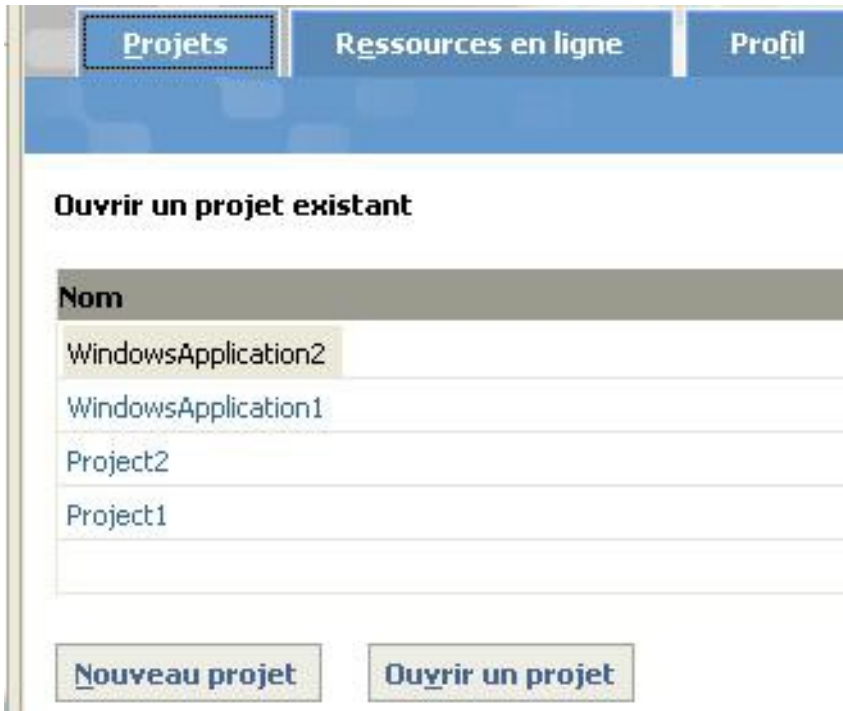 Projets Ressources en ligne Profil
Ouvrir un projet existant
Nom
WindowsApplication2
WindowsApplication1
Project2
Project1
Nouveau projet Ouvrir un projet